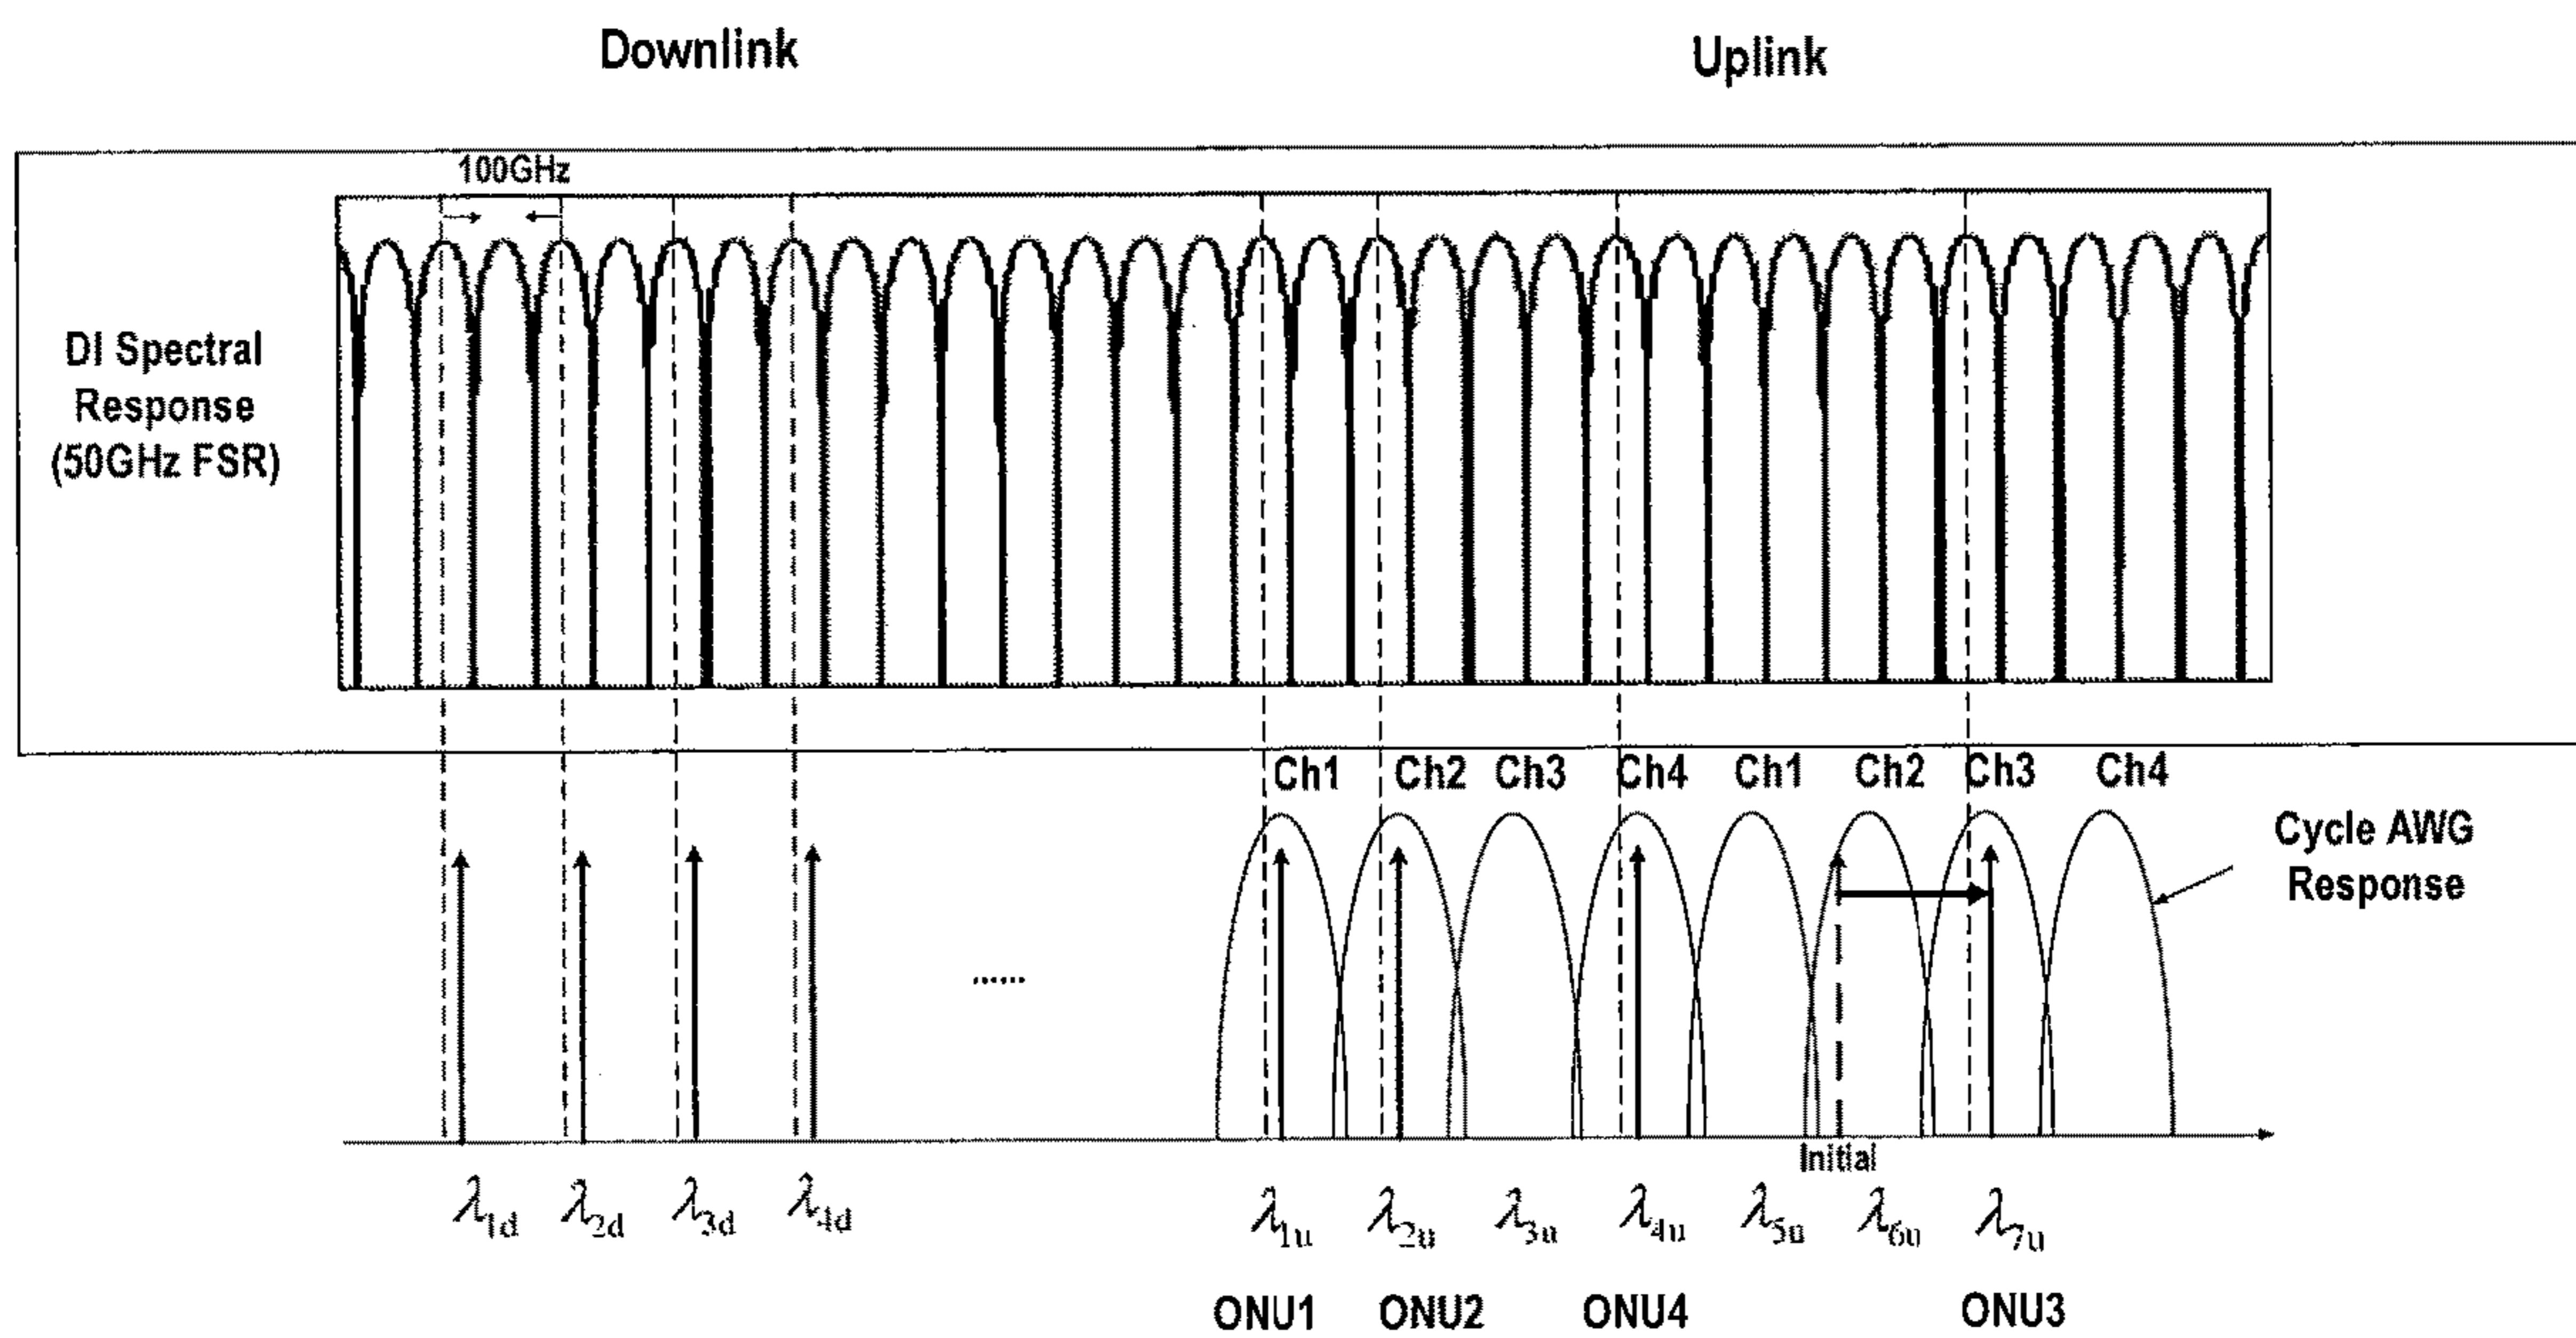 Downlink
Uplink
100GHz
DI Spectral
Response
(50GHz FSR)
Ch1 Ch2 Ch3 Ch4 Ch1 Ch2 Ch3 Ch4
Cycle AWG
Response
......
Initial
λ1d λ2d λ3d λ4d λ1u λ2u λ3u λ4u λ5u λ6u λ7u
ONU1 ONU2 ONU4 ONU3